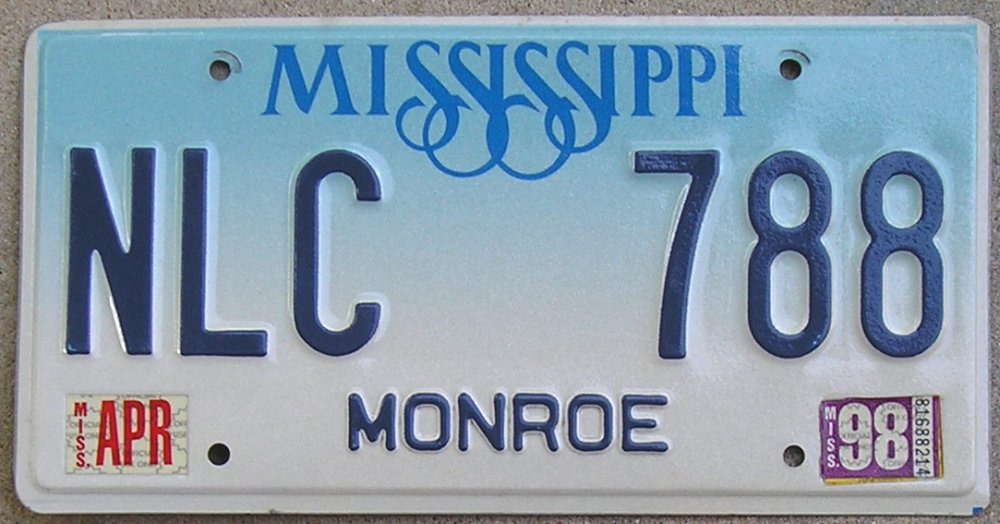 MISSISSIPPI
NLC 788
MISS. APR
MONROE
MISS. 98
81688214